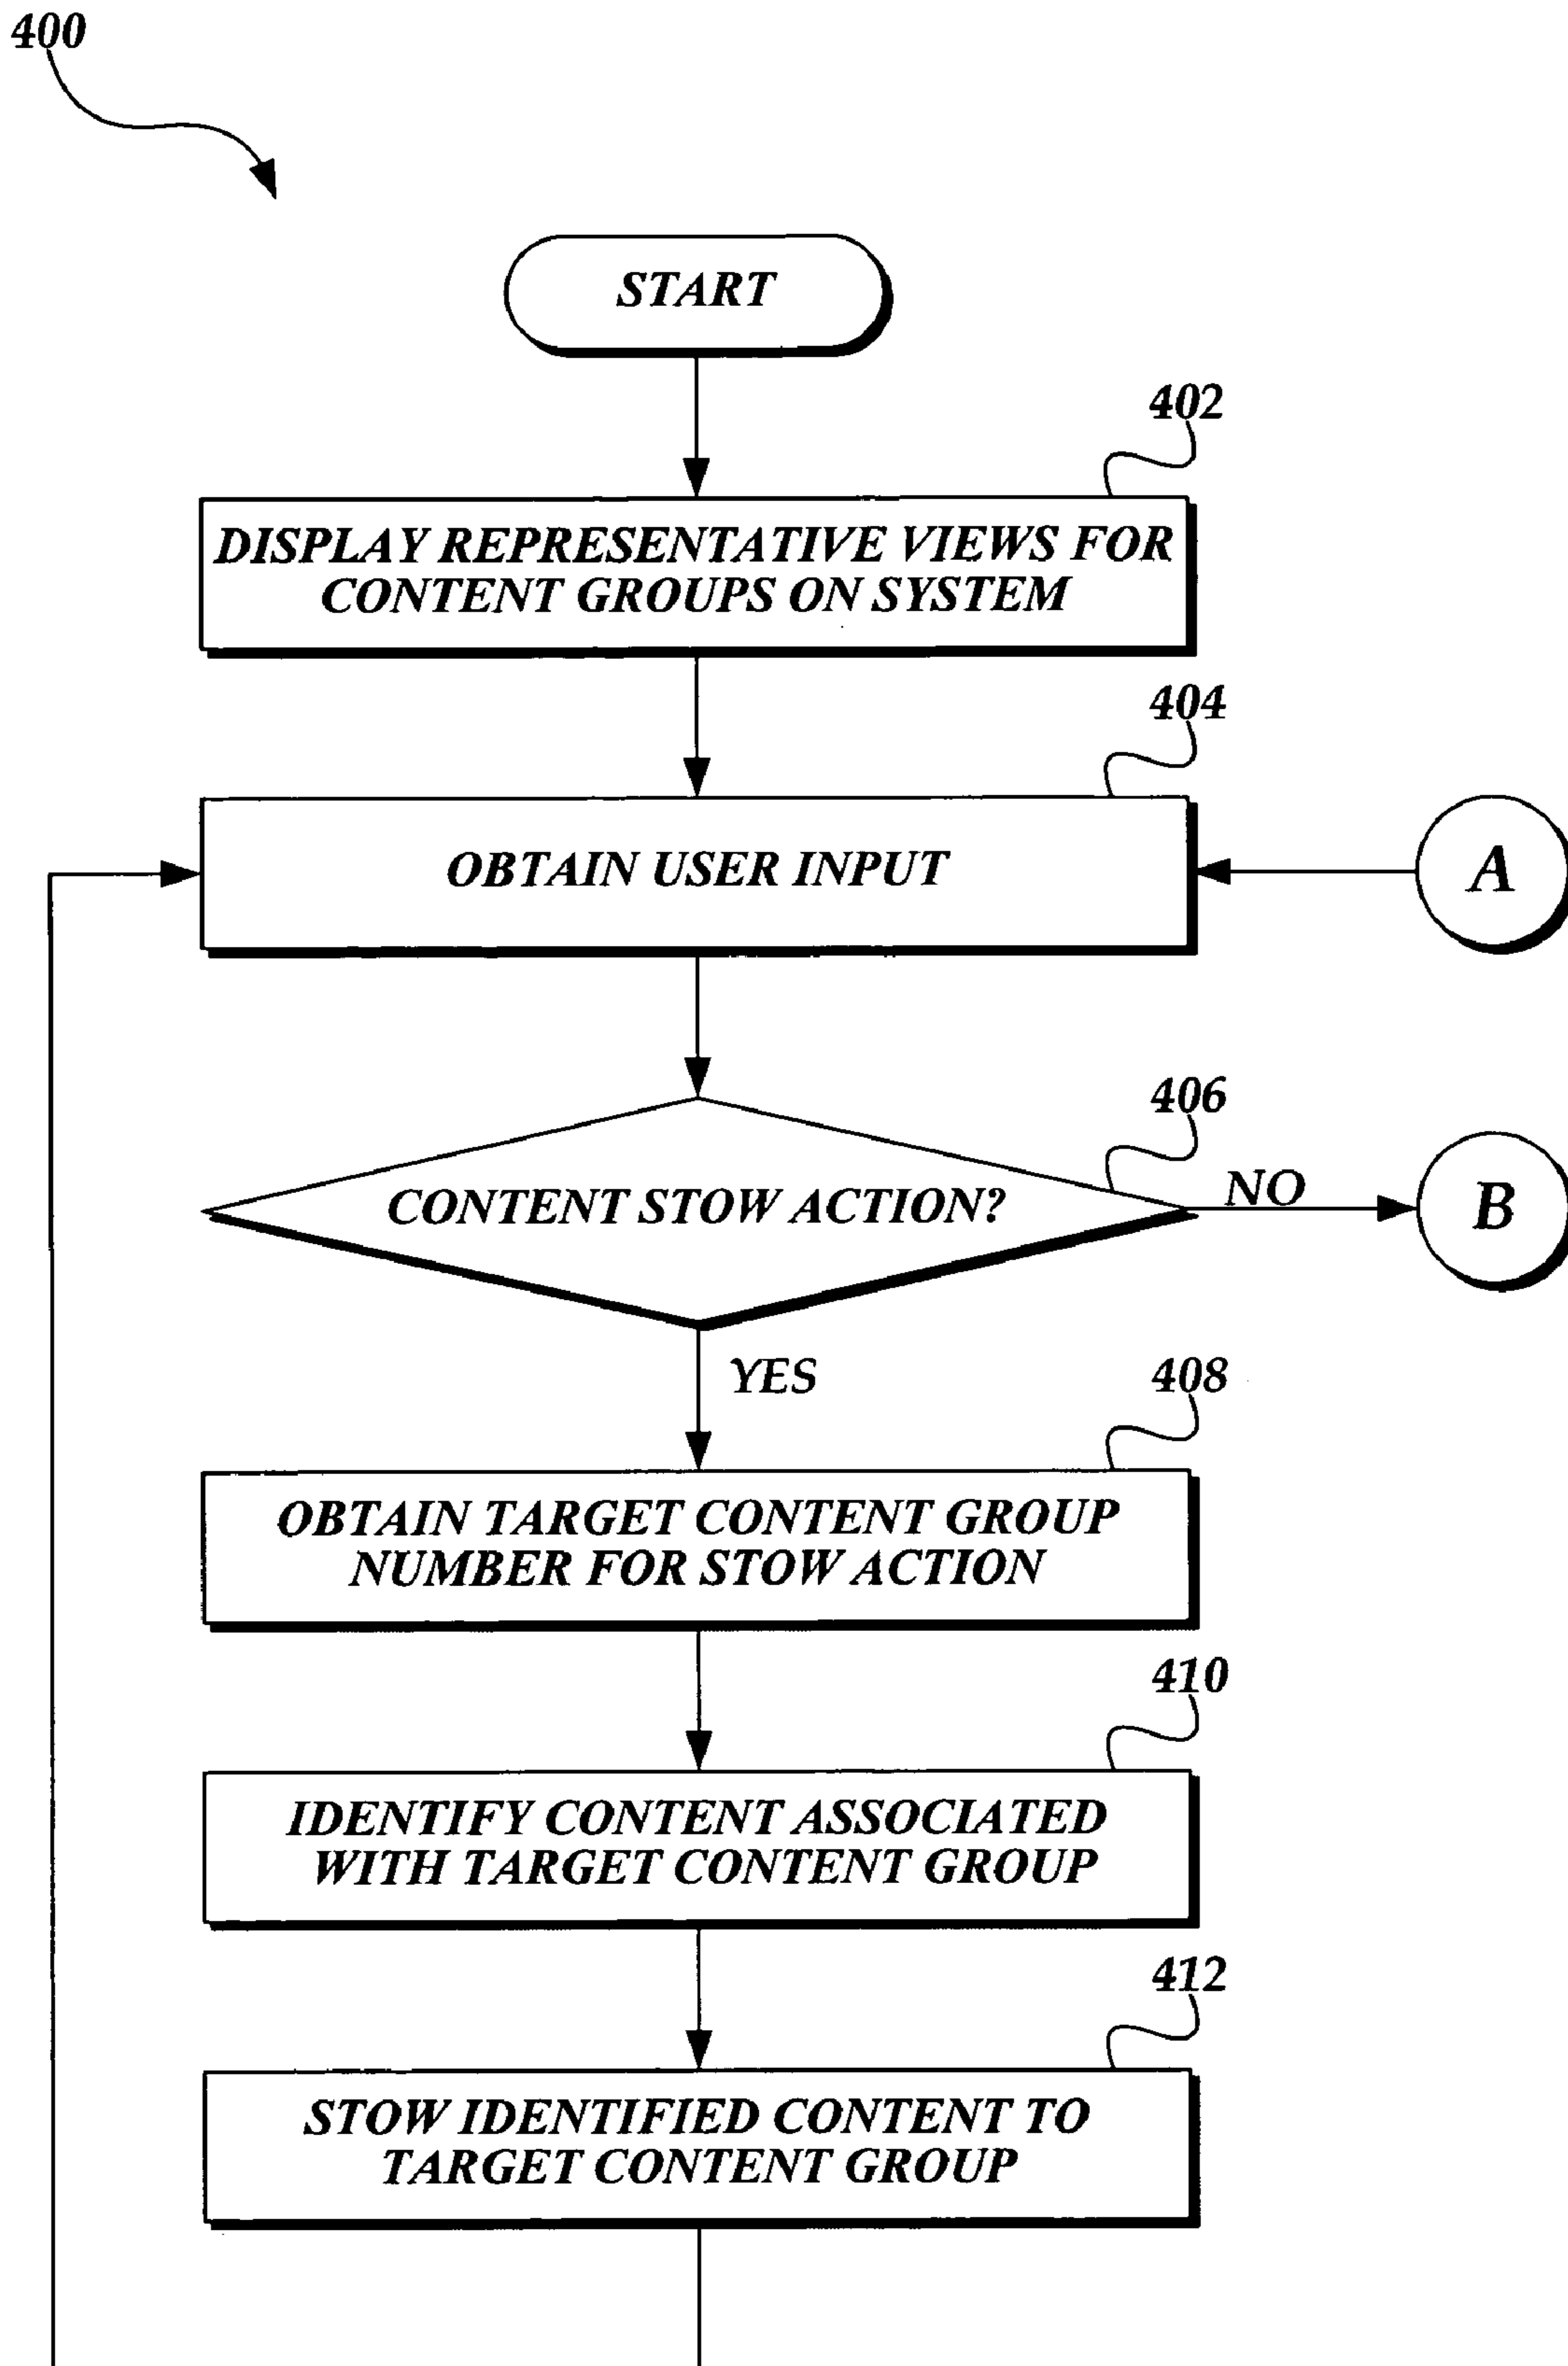 400
START
402
DISPLAY REPRESENTATIVE VIEWS FOR
CONTENT GROUPS ON SYSTEM
404
OBTAIN USER INPUT
A
406
CONTENT STOW ACTION?
NO
B
YES
408
OBTAIN TARGET CONTENT GROUP
NUMBER FOR STOW ACTION
410
IDENTIFY CONTENT ASSOCIATED
WITH TARGET CONTENT GROUP
412
STOW IDENTIFIED CONTENT TO
TARGET CONTENT GROUP